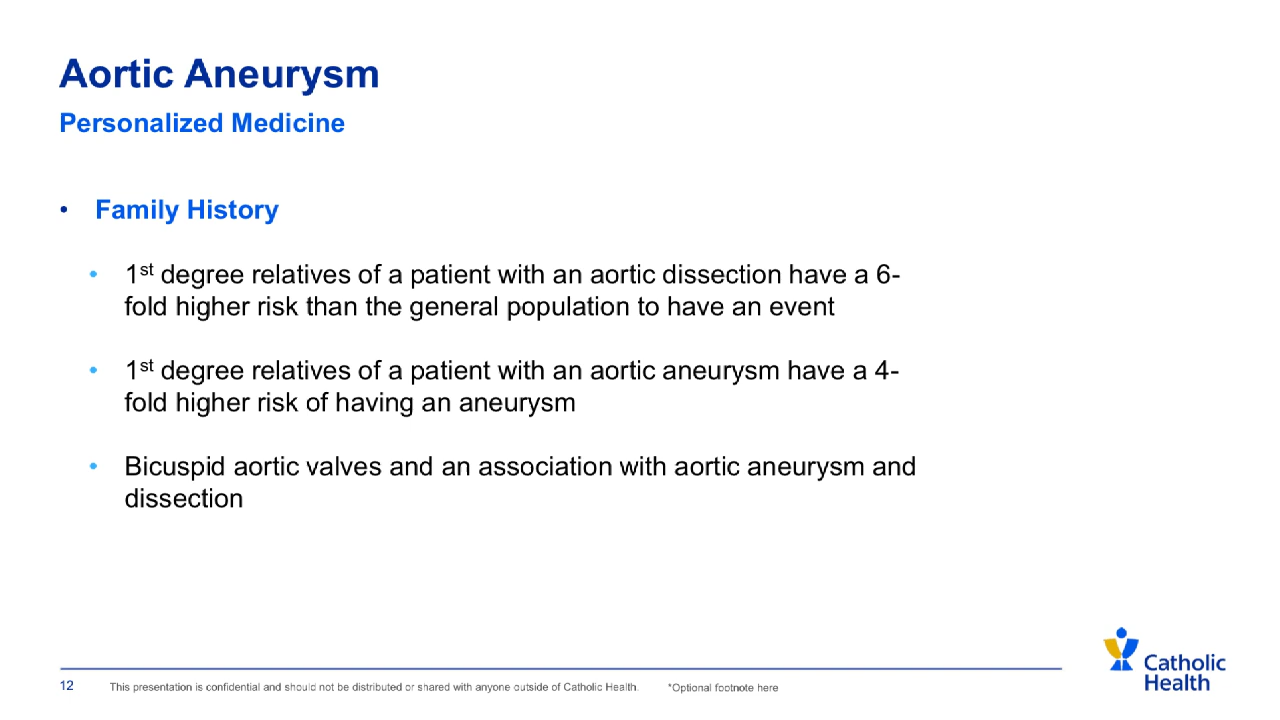 Aortic Aneurysm
Personalized Medicine
• Family History
• 1st degree relatives of a patient with an aortic dissection have a 6-
fold higher risk than the general population to have an event
• 1st degree relatives of a patient with an aortic aneurysm have a 4-
fold higher risk of having an aneurysm
• Bicuspid aortic valves and an association with aortic aneurysm and
dissection
Catholic
Health
12 This presentation is confidential and should not be distributed or shared with anyone outside of Catholic Health. *Optional footnote here